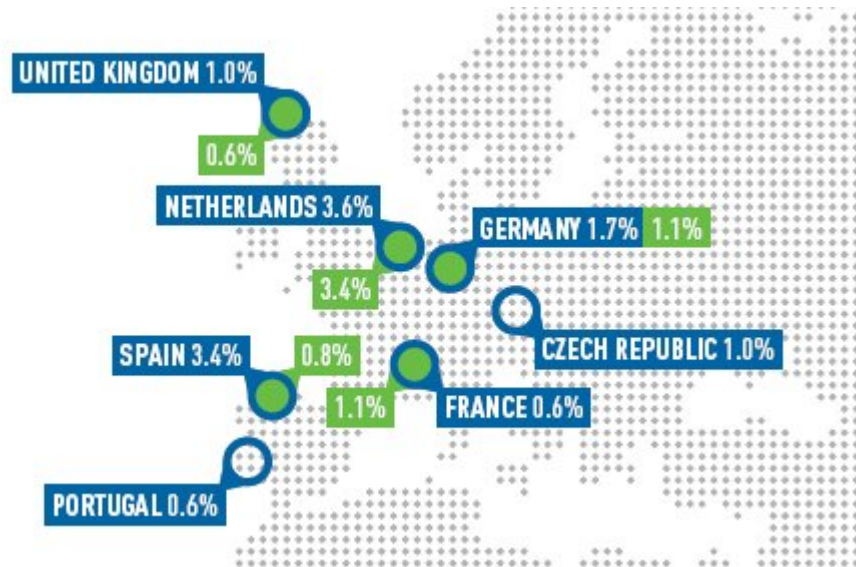 UNITED KINGDOM 1.0%
0.6%
NETHERLANDS 3.6%
GERMANY 1.7% 1.1%
3.4%
SPAIN 3.4%
0.8%
CZECH REPUBLIC 1.0%
1.1%
FRANCE 0.6%
PORTUGAL 0.6%